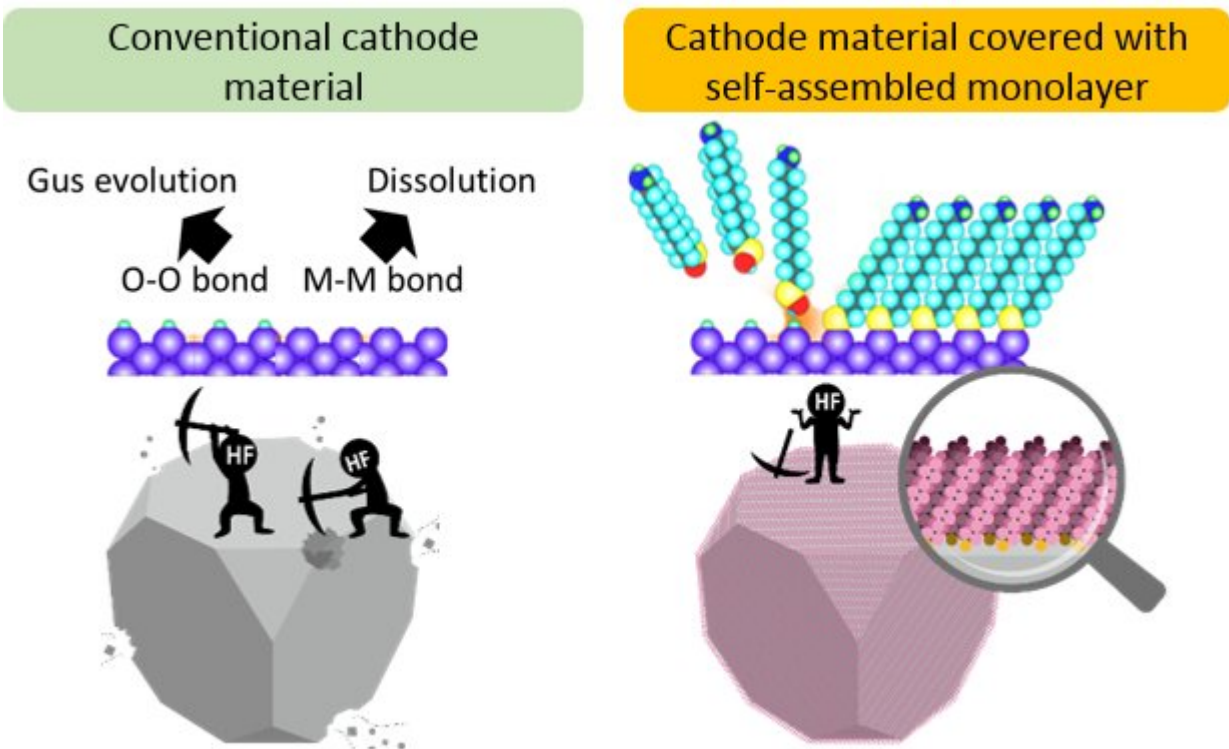 Conventional cathode
material
Cathode material covered with
self-assembled monolayer
Gus evolution
Dissolution
O-O bond
M-M bond
HF
HF
HF